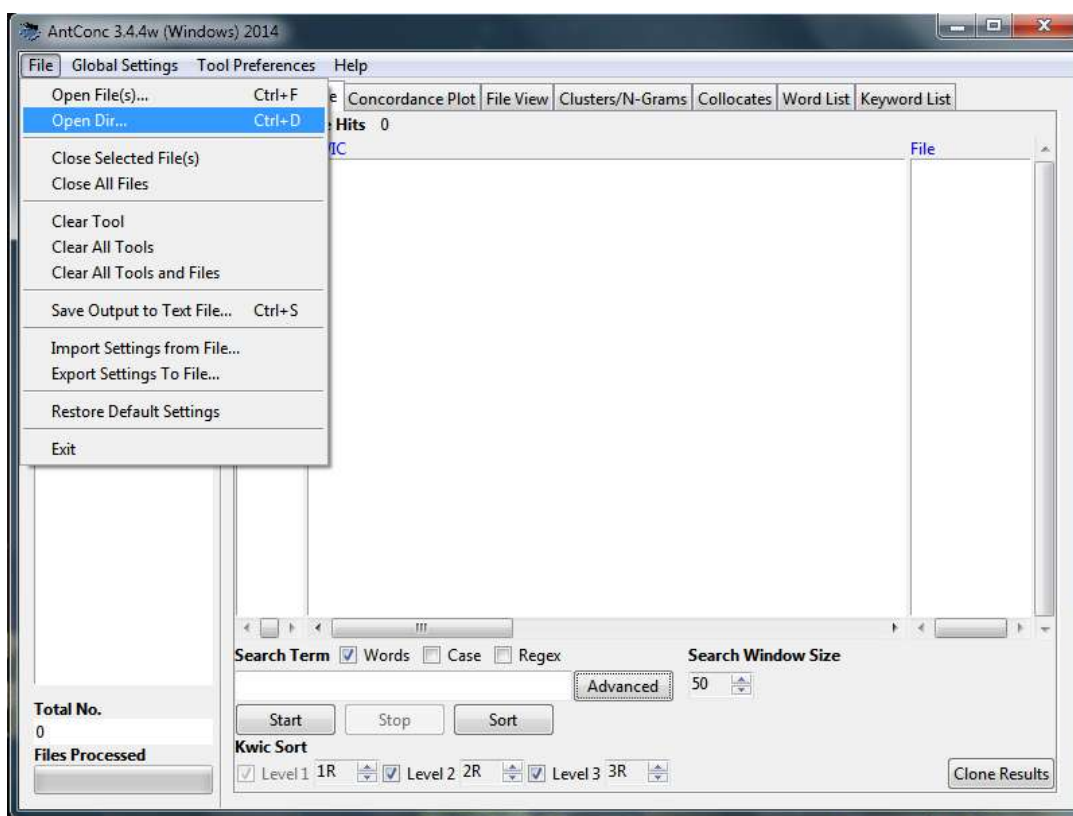 AntConc 3.4.4w (Windows) 2014
File Global Settings Tool Preferences Help
Open File(s)... Ctrl+F
Open Dir... Ctrl+D
Close Selected File(s)
Close All Files
Clear Tool
Clear All Tools
Clear All Tools and Files
Save Output to Text File... Ctrl+S
Import Settings from File...
Export Settings To File...
Restore Default Settings
Exit
Concordance Plot File View Clusters/N-Grams Collocates Word List Keyword List
Hits 0
File
Search Term Words Case Regex Search Window Size
Advanced 50
Start Stop Sort
Total No.
0
Files Processed
Kwic Sort
Level 1 1R Level 2 2R Level 3 3R
Clone Results